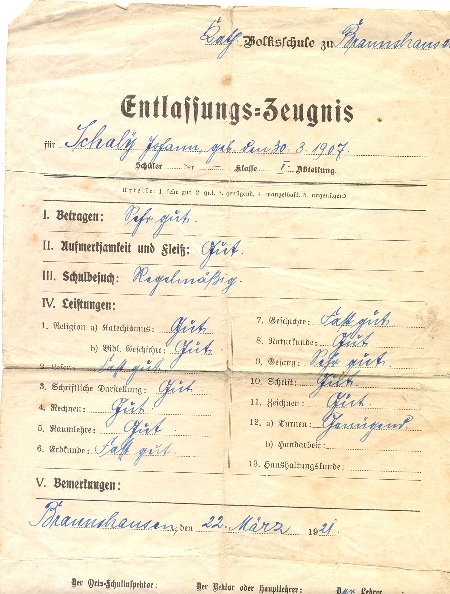 Kath. Volksschule zu Braunshausen
Entlassungs-Zeugnis
für Schaly Johann, geb. den 30. 3. 1907.
Schüler der Klasse I. Abteilung.
Urteile: 1. sehr gut, 2. gut, 3. genügend, 4. mangelhaft, 5. ungenügend
I. Betragen: Sehr gut.
II. Aufmerksamkeit und Fleiß: Gut.
III. Schulbesuch: Regelmäßig.
IV. Leistungen:
1. Religion a) Katechismus: Gut
b) Bibl. Geschichte: Gut
2. Lesen: Fast gut
3. Schriftliche Darstellung: Gut
4. Rechnen: Gut
5. Raumlehre: Gut
6. Erdkunde: Fast gut
7. Geschichte: Fast gut
8. Naturkunde: Gut
9. Gesang: Sehr gut
10. Schrift: Gut
11. Zeichnen: Gut
12. a) Turnen: Genügend
b) Handarbeit:
13. Haushaltungskunde:
V. Bemerkungen:
Braunshausen, den 22. März 1921.
Der Orts-Schulinspektor: Der Rektor oder Hauptlehrer: Der Lehrer